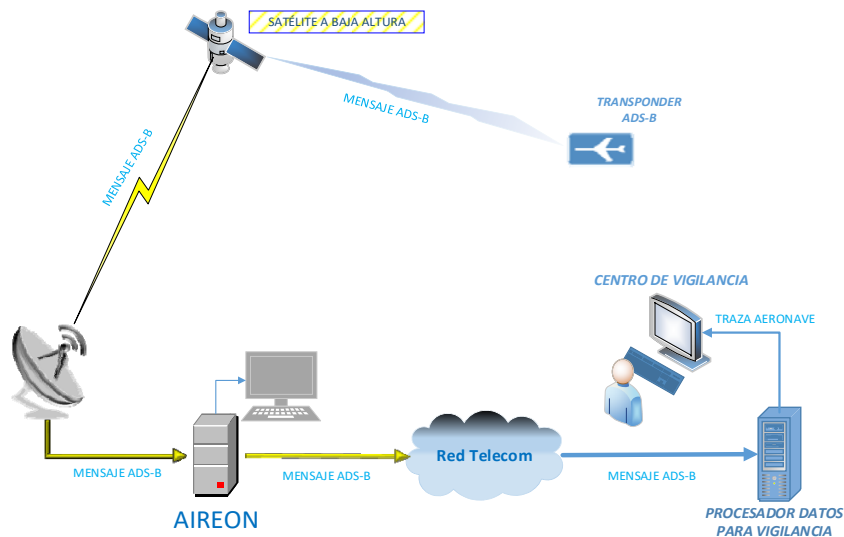 SATÉLITE A BAJA ALTURA
MENSAJE ADS-B
TRANSPONDER
ADS-B
MENSAJE ADS-B
CENTRO DE VIGILANCIA
TRAZA AERONAVE
Red Telecom
MENSAJE ADS-B
MENSAJE ADS-B
MENSAJE ADS-B
AIREON
PROCESADOR DATOS
PARA VIGILANCIA